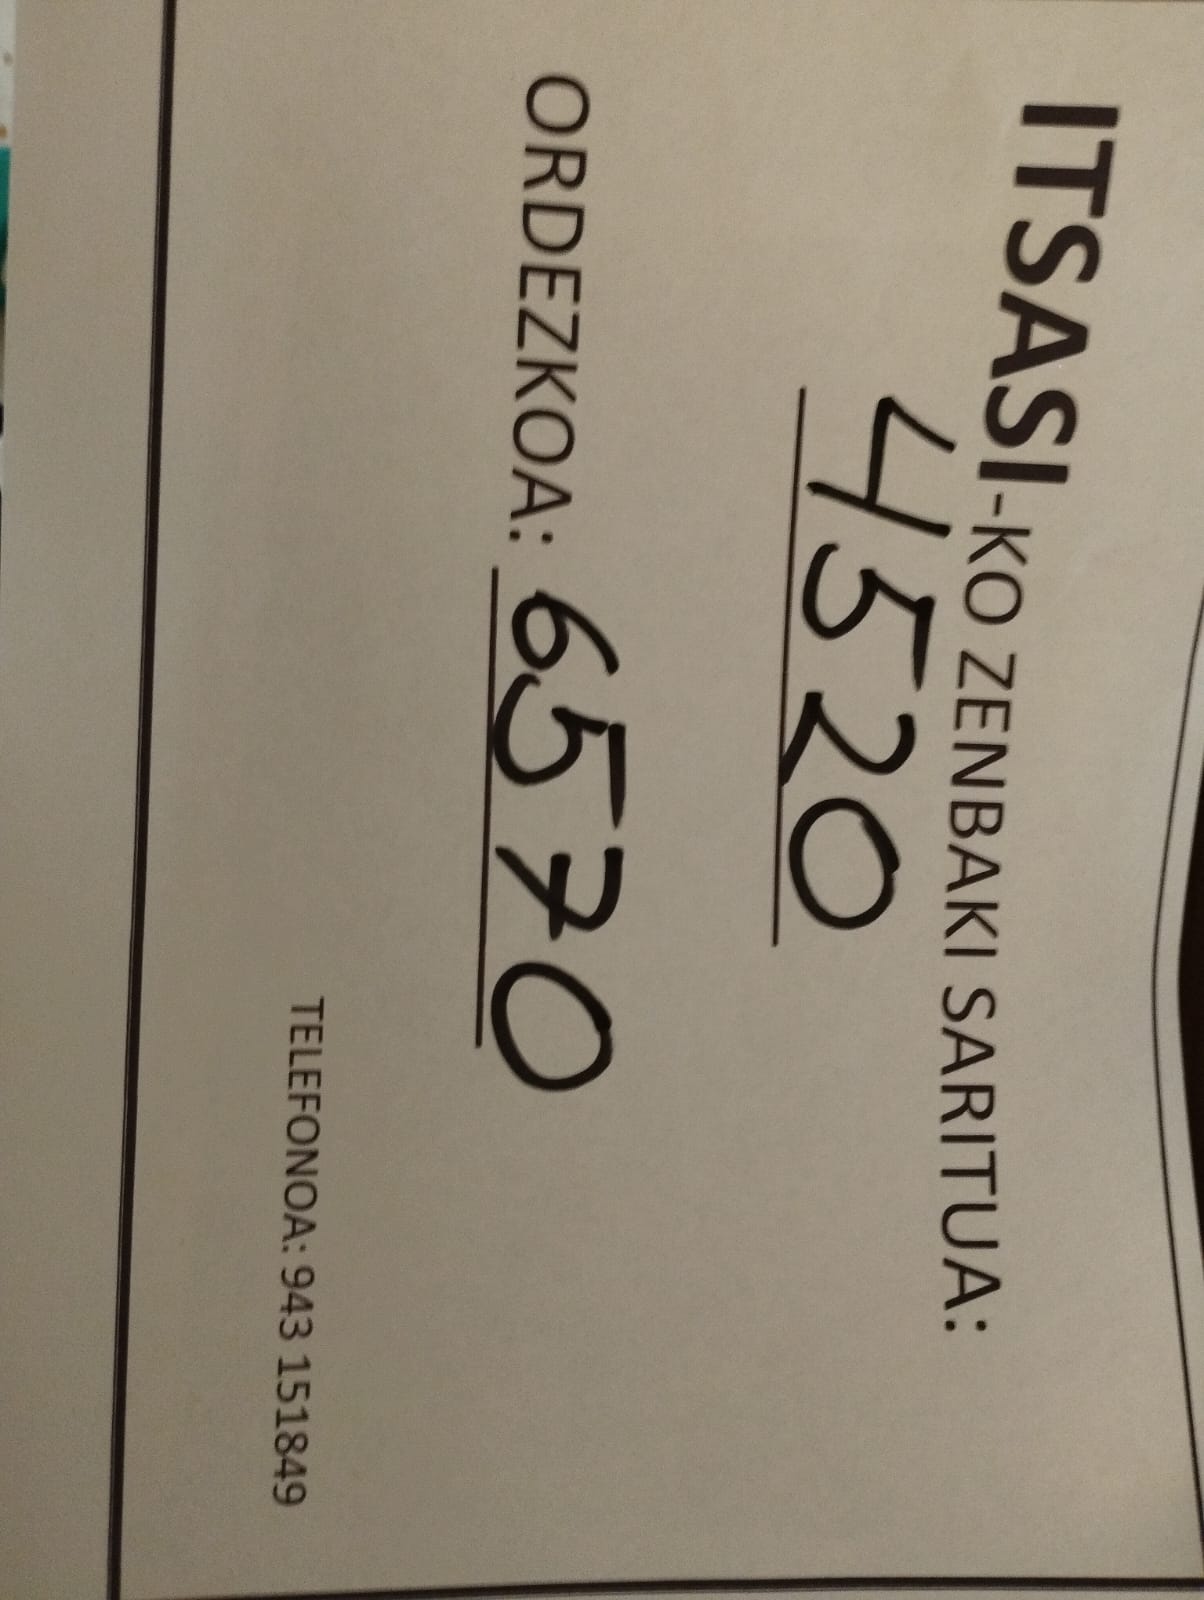 ITSASI-KO ZENBAKI SARITUA:
4520
ORDEZKOA: 6570
TELEFONOA: 943 151849